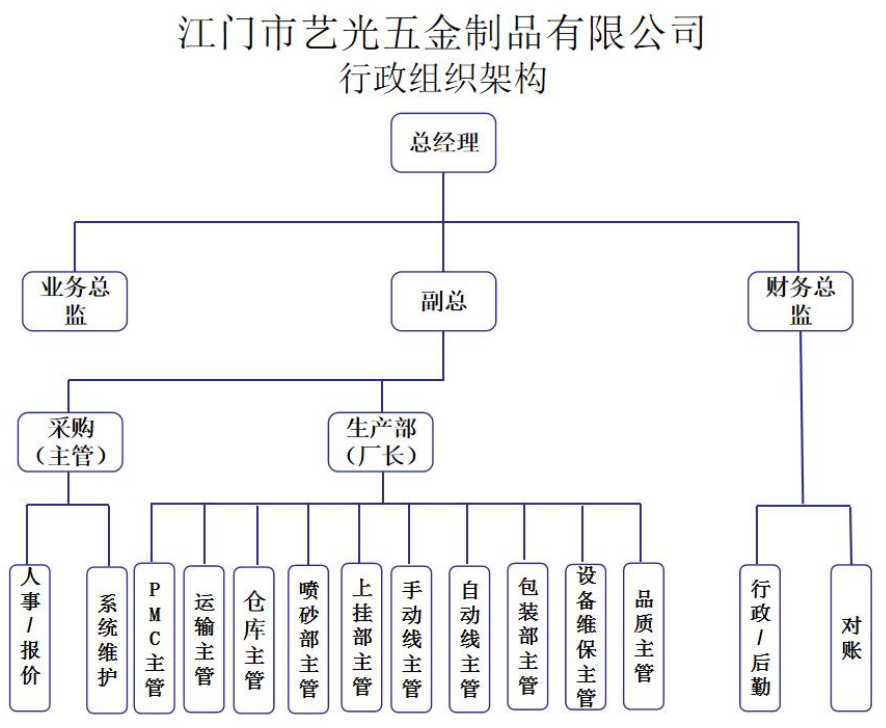 江门市艺光五金制品有限公司
行政组织架构
总经理
业务总
监
副总
财务总
监
采购
（主管）
生产部
（厂长）
人事/报价
系统维护
PMC主管
运输主管
仓库主管
喷砂部主管
上挂部主管
手动线主管
自动线主管
包装部主管
设备维保主管
品质主管
行政/后勤
对账